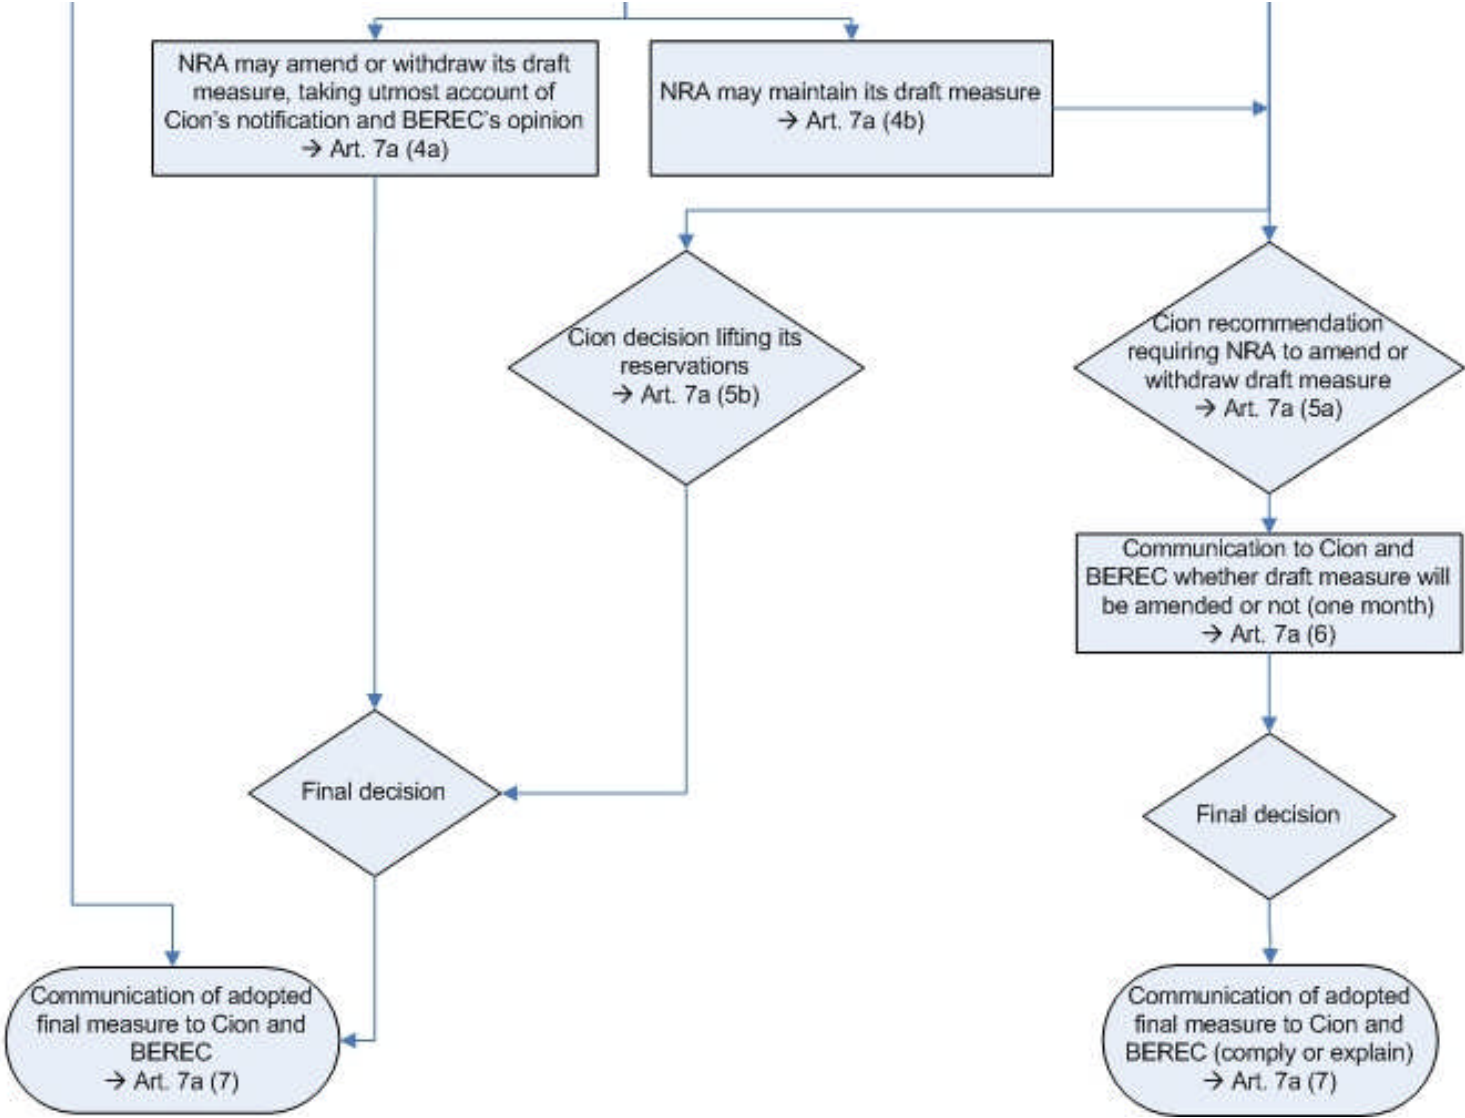 NRA may amend or withdraw its draft
measure, taking utmost account of
Cion's notification and BEREC's opinion
→ Art. 7a (4a)
NRA may maintain its draft measure
→ Art. 7a (4b)
Cion decision lifting its
reservations
→ Art. 7a (5b)
Cion recommendation
requiring NRA to amend or
withdraw draft measure
→ Art. 7a (5a)
Communication to Cion and
BEREC whether draft measure will
be amended or not (one month)
→ Art. 7a (6)
Final decision
Final decision
Communication of adopted
final measure to Cion and
BEREC
→ Art. 7a (7)
Communication of adopted
final measure to Cion and
BEREC (comply or explain)
→ Art. 7a (7)